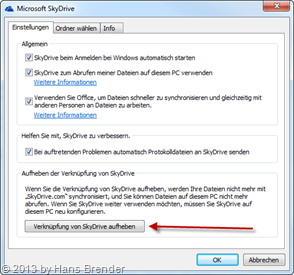 Microsoft SkyDrive
Einstellungen
Ordner wählen
Info
Allgemein
SkyDrive beim Anmelden bei Windows automatisch starten
SkyDrive zum Abrufen meiner Dateien auf diesem PC verwenden
Weitere Informationen
Verwenden Sie Office, um Dateien schneller zu synchronisieren und gleichzeitig mit
anderen Personen an Dateien zu arbeiten.
Weitere Informationen
Helfen Sie mit, SkyDrive zu verbessern.
Bei auftretenden Problemen automatisch Protokolldateien an SkyDrive senden
Aufheben der Verknüpfung von SkyDrive
Wenn Sie die Verknüpfung von SkyDrive aufheben, werden Ihre Dateien nicht mehr mit
„SkyDrive.com“ synchronisiert, und Sie können Dateien auf diesem PC nicht mehr
abrufen. Wenn Sie SkyDrive weiter verwenden möchten, müssen Sie SkyDrive auf
diesem PC neu konfigurieren.
Verknüpfung von SkyDrive aufheben
OK
Abbrechen
© 2013 by Hans Brender